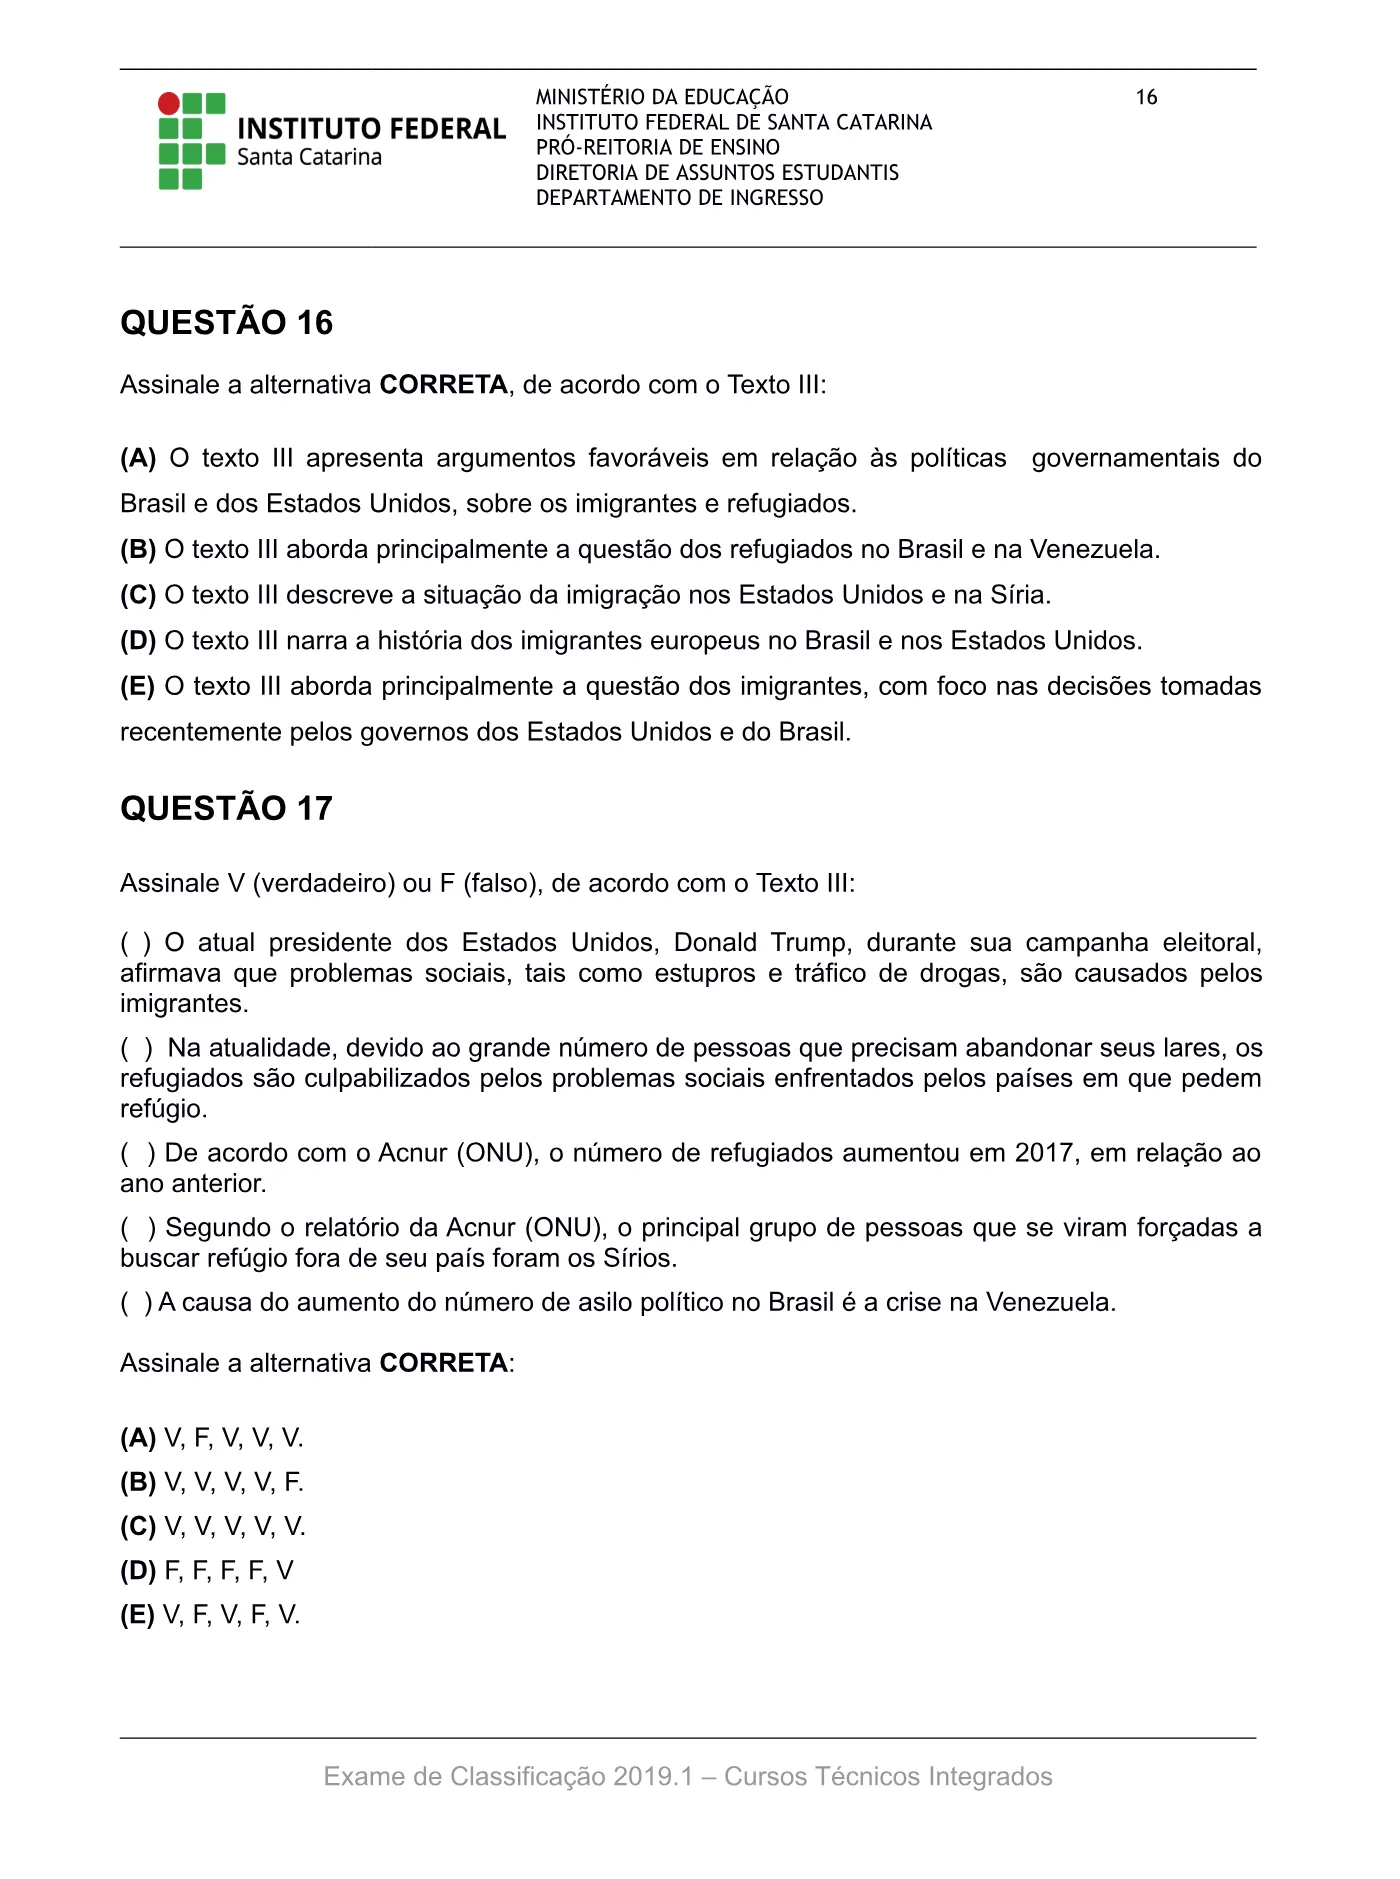 INSTITUTO FEDERAL
Santa Catarina
MINISTÉRIO DA EDUCAÇÃO
INSTITUTO FEDERAL DE SANTA CATARINA
PRÓ-REITORIA DE ENSINO
DIRETORIA DE ASSUNTOS ESTUDANTIS
DEPARTAMENTO DE INGRESSO
16
QUESTÃO 16
Assinale a alternativa CORRETA, de acordo com o Texto III:
(A) O texto III apresenta argumentos favoráveis em relação às políticas governamentais do
Brasil e dos Estados Unidos, sobre os imigrantes e refugiados.
(B) O texto III aborda principalmente a questão dos refugiados no Brasil e na Venezuela.
(C) O texto III descreve a situação da imigração nos Estados Unidos e na Síria.
(D) O texto III narra a história dos imigrantes europeus no Brasil e nos Estados Unidos.
(E) O texto III aborda principalmente a questão dos imigrantes, com foco nas decisões tomadas
recentemente pelos governos dos Estados Unidos e do Brasil.
QUESTÃO 17
Assinale V (verdadeiro) ou F (falso), de acordo com o Texto III:
( ) O atual presidente dos Estados Unidos, Donald Trump, durante sua campanha eleitoral,
afirmava que problemas sociais, tais como estupros e tráfico de drogas, são causados pelos
imigrantes.
( ) Na atualidade, devido ao grande número de pessoas que precisam abandonar seus lares, os
refugiados são culpabilizados pelos problemas sociais enfrentados pelos países em que pedem
refúgio.
( ) De acordo com o Acnur (ONU), o número de refugiados aumentou em 2017, em relação ao
ano anterior.
( ) Segundo o relatório da Acnur (ONU), o principal grupo de pessoas que se viram forçadas a
buscar refúgio fora de seu país foram os Sírios.
( ) A causa do aumento do número de asilo político no Brasil é a crise na Venezuela.
Assinale a alternativa CORRETA:
(A) V, F, V, V, V.
(B) V, V, V, V, F.
(C) V, V, V, V, V.
(D) F, F, F, F, V
(E) V, F, V, F, V.
Exame de Classificação 2019.1 – Cursos Técnicos Integrados